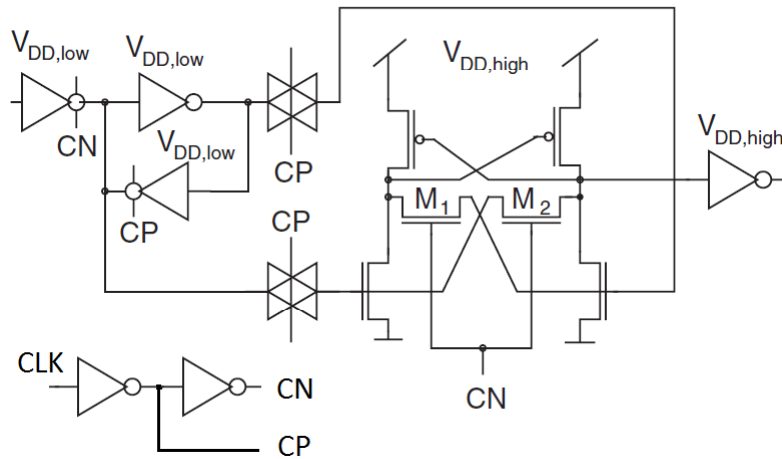 V_DD,low
V_DD,low
V_DD,high
CN
V_DD,low
CP
V_DD,high
CP
CP
M_1
M_2
CLK
CN
CN
CP